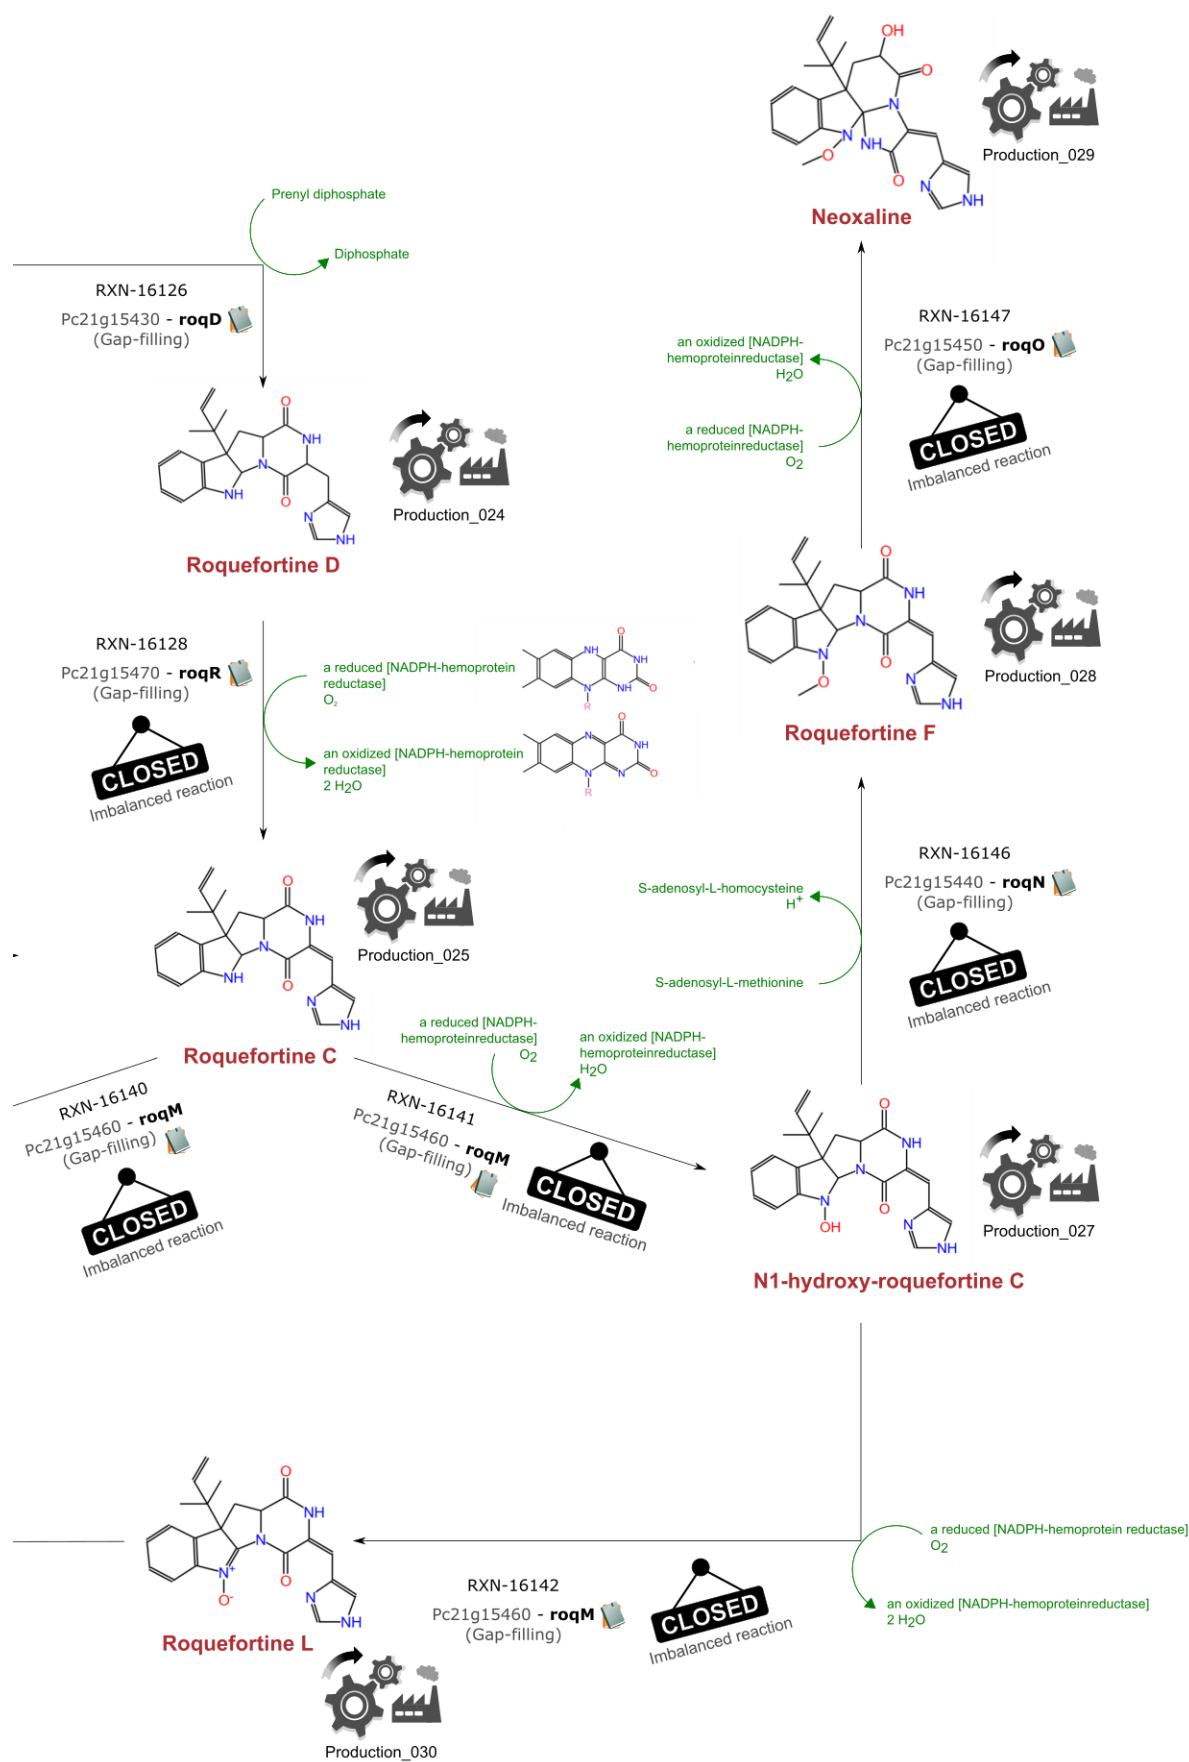 OH
O
N
N
NH
O
O
N
NH
Neoxaline
Production_029
Prenyl diphosphate
Diphosphate
RXN-16126
Pc21g15430 - roqD
(Gap-filling)
RXN-16147
Pc21g15450 - roqO
(Gap-filling)
CLOSED
Imbalanced reaction
an oxidized [NADPH-
hemoproteinreductase]
H2O
a reduced [NADPH-
hemoproteinreductase]
O2
O
NH
N
NH
O
N
NH
Roquefortine D
Production_024
O
NH
N
N
O
O
N
NH
Roquefortine F
Production_028
RXN-16128
Pc21g15470 - roqR
(Gap-filling)
CLOSED
Imbalanced reaction
a reduced [NADPH-hemoprotein
reductase]
O2
an oxidized [NADPH-hemoprotein
reductase]
2 H2O
NH
O
NH
N
NH
O
R
N
O
NH
N
N
O
R
O
NH
N
NH
O
N
NH
Roquefortine C
Production_025
RXN-16146
Pc21g15440 - roqN
(Gap-filling)
CLOSED
Imbalanced reaction
S-adenosyl-L-homocysteine
H+
S-adenosyl-L-methionine
RXN-16140
Pc21g15460 - roqM
(Gap-filling)
CLOSED
Imbalanced reaction
a reduced [NADPH-
hemoproteinreductase]
O2
an oxidized [NADPH-
hemoproteinreductase]
H2O
RXN-16141
Pc21g15460 - roqM
(Gap-filling)
CLOSED
Imbalanced reaction
O
NH
N
N
O
OH
N
NH
N1-hydroxy-roquefortine C
Production_027
O
NH
N
N+
O
O-
N
NH
Roquefortine L
Production_030
RXN-16142
Pc21g15460 - roqM
(Gap-filling)
CLOSED
Imbalanced reaction
a reduced [NADPH-hemoprotein reductase]
O2
an oxidized [NADPH-hemoproteinreductase]
2 H2O